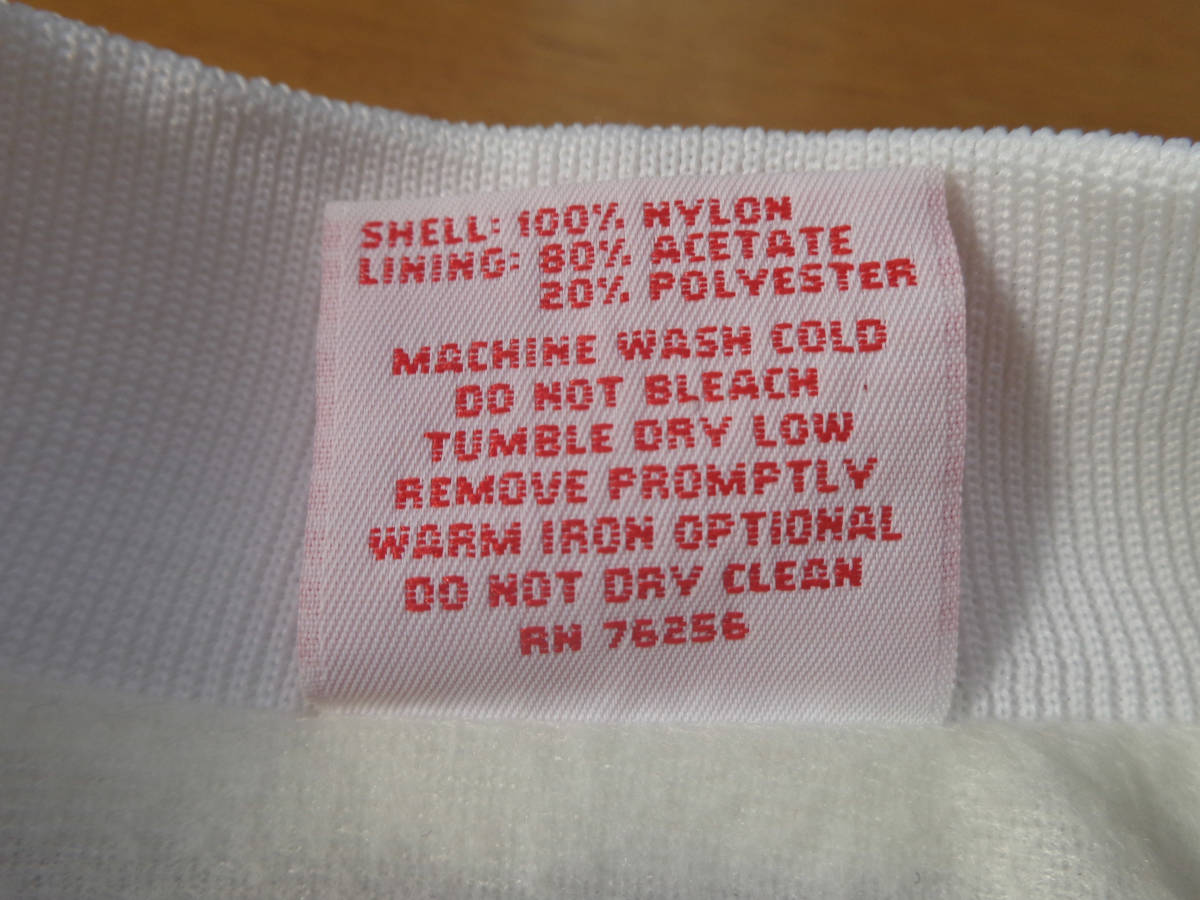 SHELL: 100% NYLON
LINING: 80% ACETATE
20% POLYESTER
MACHINE WASH COLD
DO NOT BLEACH
TUMBLE DRY LOW
REMOVE PROMPTLY
WARM IRON OPTIONAL
DO NOT DRY CLEAN
RN 76256